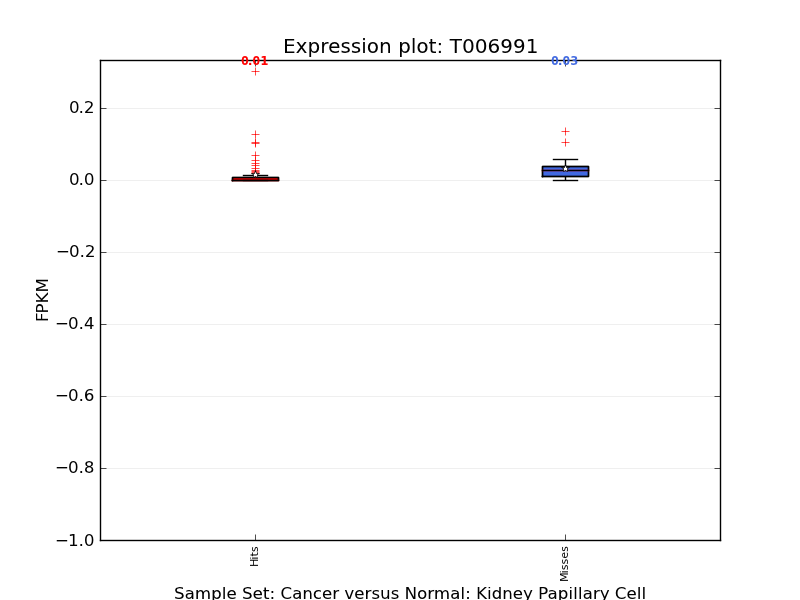 Expression plot: T006991
0.01
0.03
0.2
0.0
−0.2
−0.4
−0.6
−0.8
−1.0
FPKM
Hits
Misses
Sample Set: Cancer versus Normal: Kidney Papillary Cell